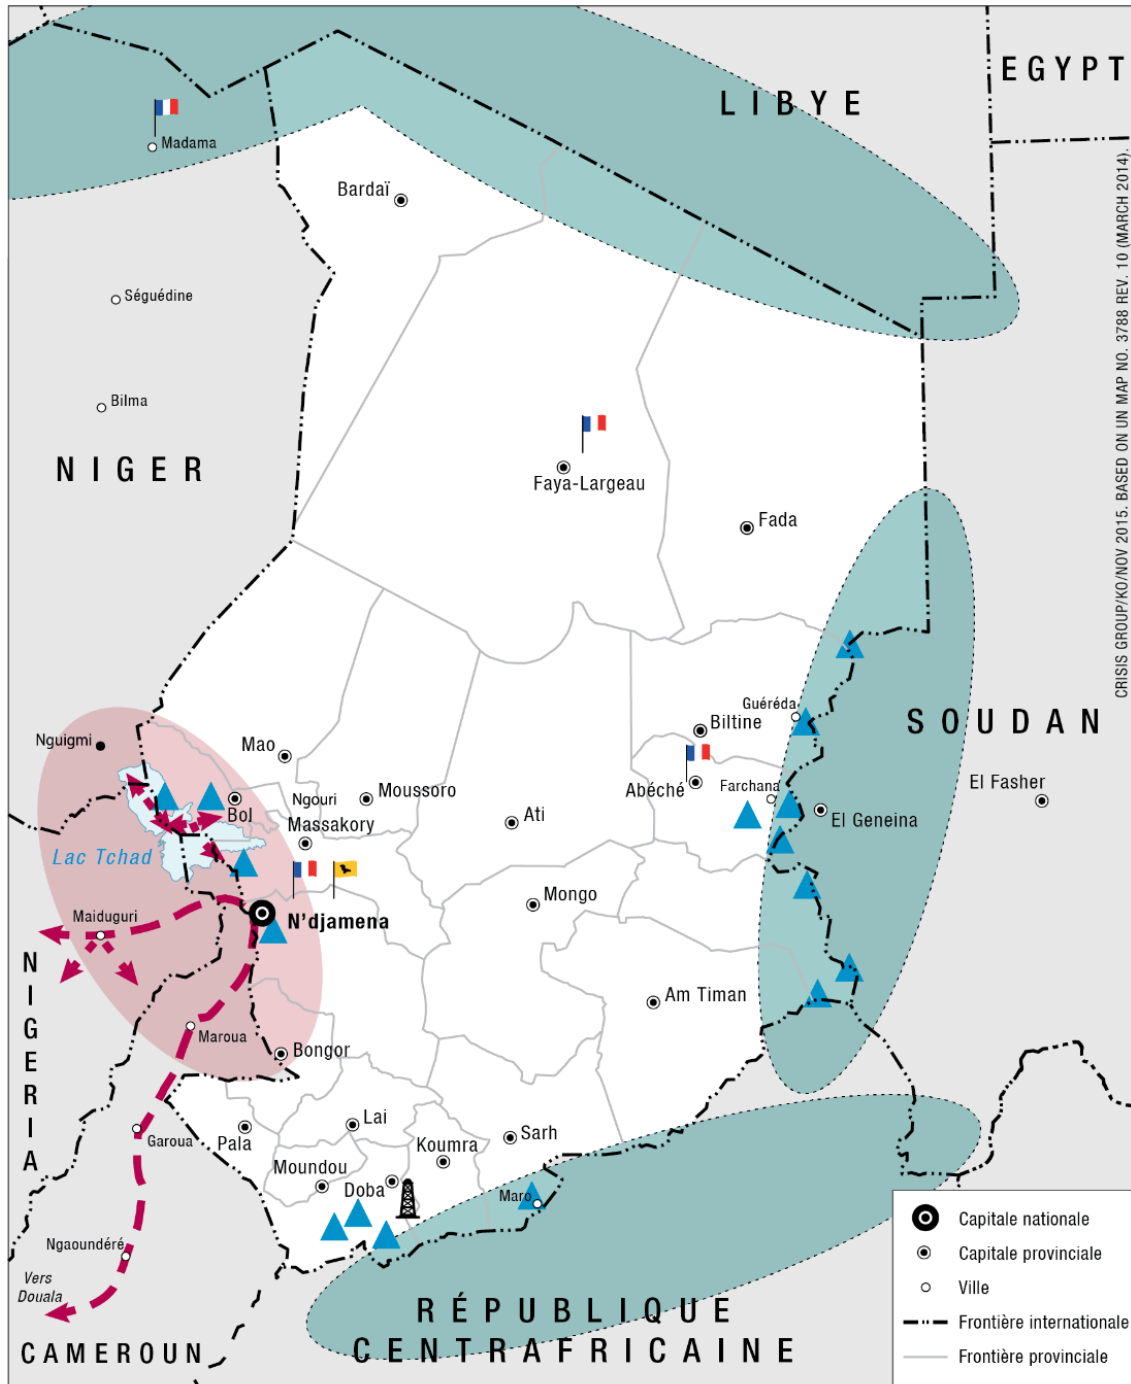 EGYPT
LIBYE
Madama
Bardaï
Séguédine
Bilma
NIGER
Faya-Largeau
Fada
Guéréda
Biltine
SOUDAN
Nguigmi
Mao
Abéché
Farchana
El Fasher
Ngouri
Moussoro
Bol
Massakory
Ati
El Geneina
Lac Tchad
Mongo
Maiduguri
N'djamena
NIGERIA
Am Timan
Maroua
Bongor
Lai
Sarh
Garoua
Pala
Koumra
Moundou
Doba
Maro
Ngaoundéré
Vers
Douala
RÉPUBLIQUE
CENTRAFRICAINE
CAMEROUN
Capitale nationale
Capitale provinciale
Ville
Frontière internationale
Frontière provinciale
CRISIS GROUP/KO/NOV 2015. BASED ON UN MAP NO. 3788 REV. 10 (MARCH 2014).